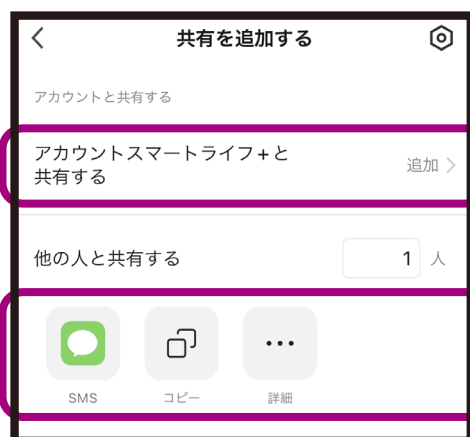 共有を追加する
アカウントと共有する
アカウントスマートライフ+と
共有する
追加
他の人と共有する
1 人
SMS
コピー
詳細